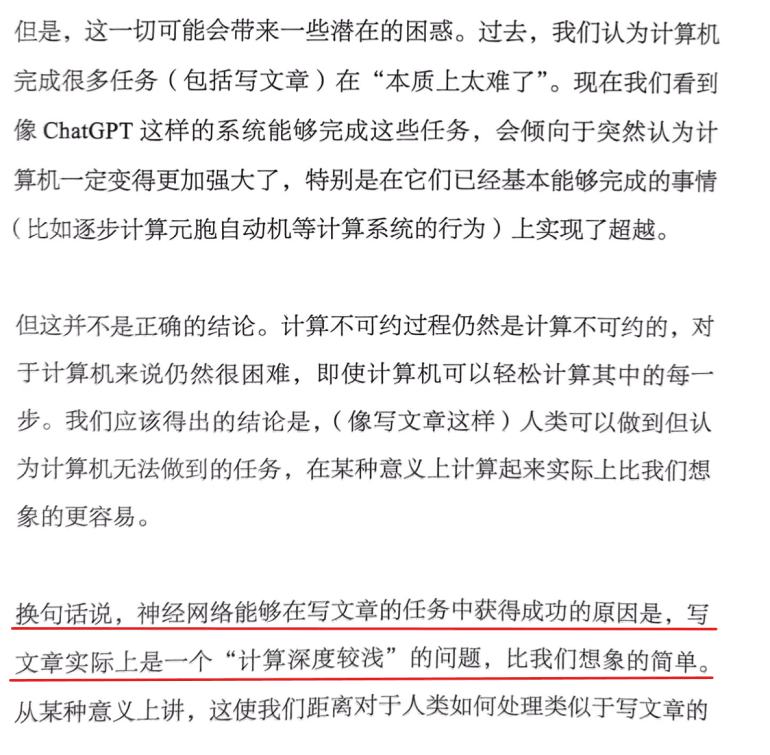 但是，这一切可能会带来一些潜在的困惑。过去，我们认为计算机
完成很多任务（包括写文章）在“本质上太难了”。现在我们看到
像 ChatGPT 这样的系统能够完成这些任务，会倾向于突然认为计
算机一定变得更加强大了，特别是在它们已经基本能够完成的事情
（比如逐步计算元胞自动机等计算系统的行为）上实现了超越。
但这并不是正确的结论。计算不可约过程仍然是计算不可约的，对
于计算机来说仍然很困难，即使计算机可以轻松计算其中的每一
步。我们应该得出的结论是，（像写文章这样）人类可以做到但认
为计算机无法做到的任务，在某种意义上计算起来实际上比我们想
象的更容易。
换句话说，神经网络能够在写文章的任务中获得成功的原因是，写
文章实际上是一个“计算深度较浅”的问题，比我们想象的简单。
从某种意义上讲，这使我们距离对于人类如何处理类似于写文章的